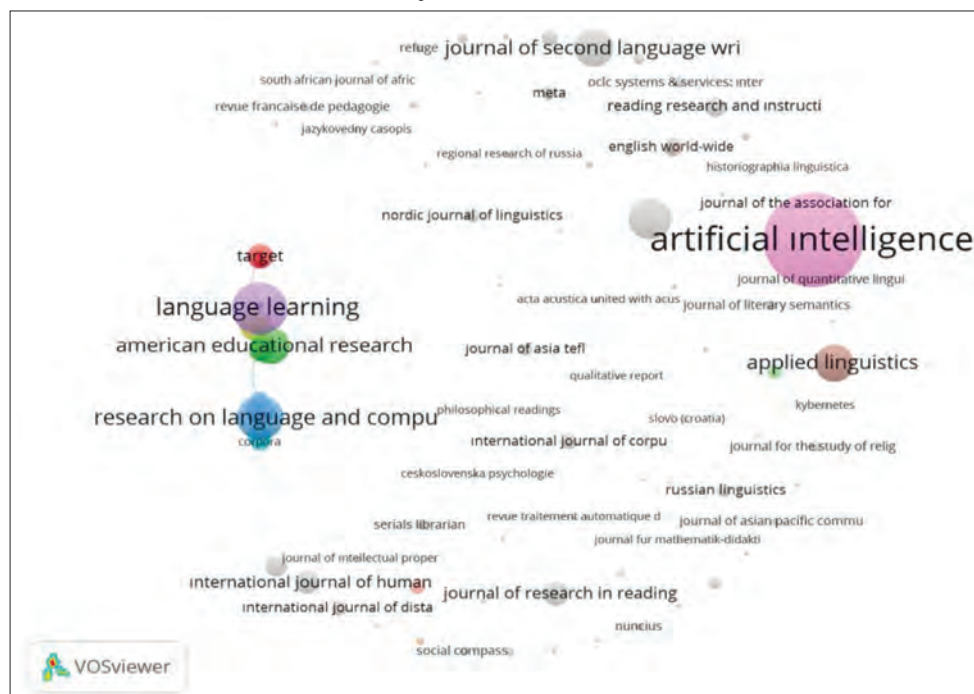 refuge
journal of second language wri
south african journal of afric
meta
oclc systems & services: inter
revue francaise de pedagogie
reading research and instructi
jazykovedny casopis
english world-wide
regional research of russia
historiographia linguistica
journal of the association for
nordic journal of linguistics
artificial intelligence
target
journal of quantitative lingui
language learning
acta acustica united with acus
journal of literary semantics
american educational research
journal of asia tefl
applied linguistics
qualitative report
kybernetes
research on language and compu
philosophical readings
slovo (croatia)
corpora
international journal of corpu
journal for the study of relig
ceskoslovenska psychologie
russian linguistics
serials librarian
revue traitement automatique d
journal of asian pacific commu
journal fur mathematik-didakti
journal of intellectual proper
international journal of human
journal of research in reading
international journal of dista
nuncius
social compass
VOSviewer